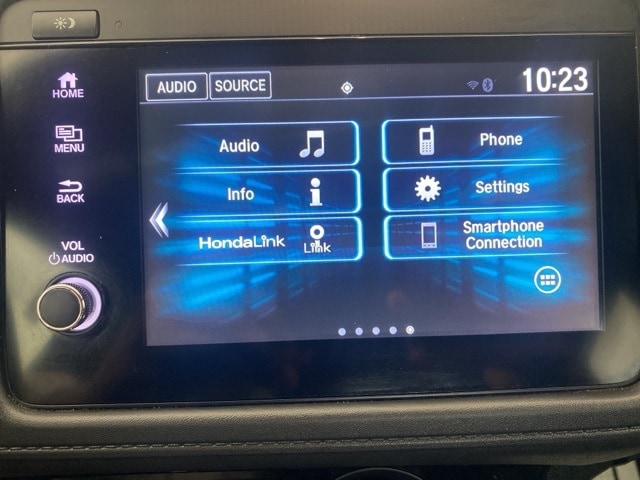 HOME
MENU
BACK
VOL
AUDIO
AUDIO SOURCE 10:23
Audio
Info
HondaLink Link
Phone
Settings
Smartphone
Connection